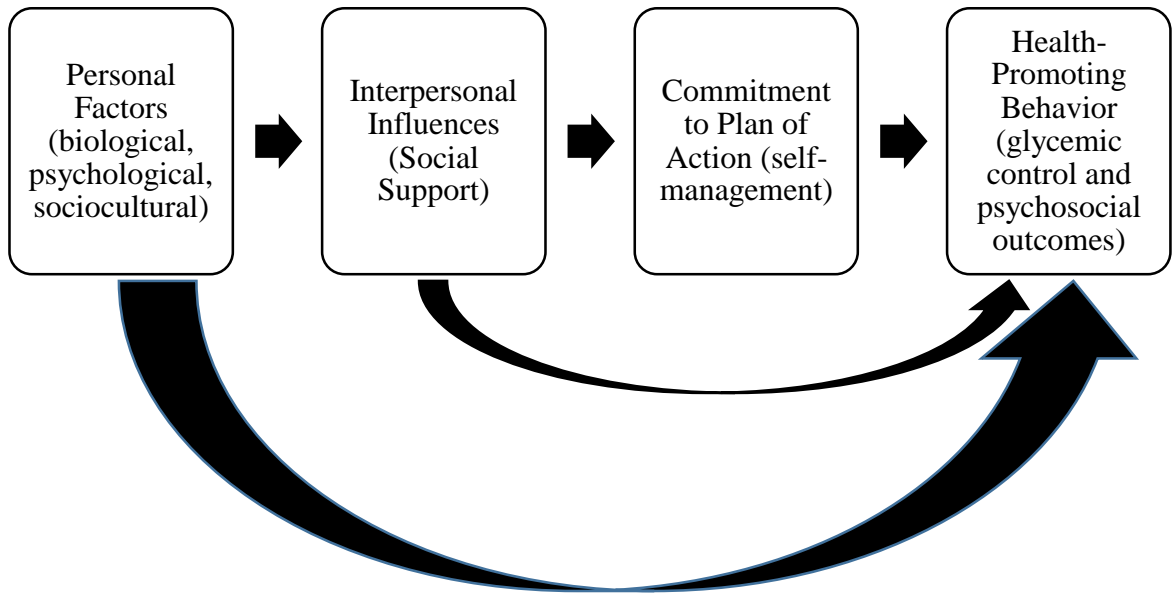 Personal
Factors
(biological,
psychological,
sociocultural)
Interpersonal
Influences
(Social
Support)
Commitment
to Plan of
Action (self-
management)
Health-
Promoting
Behavior
(glycemic
control and
psychosocial
outcomes)